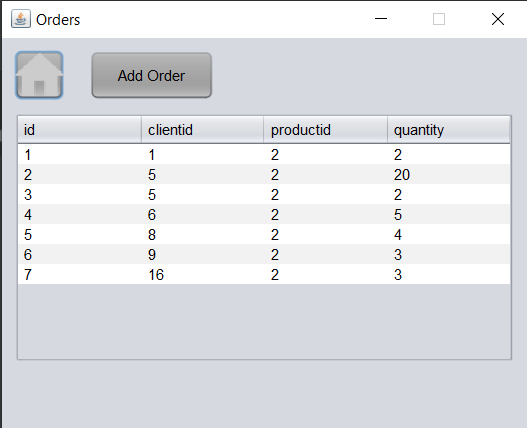 Orders
Add Order
id clientid productid quantity
1 1 2 2
2 5 2 20
3 5 2 2
4 6 2 5
5 8 2 4
6 9 2 3
7 16 2 3